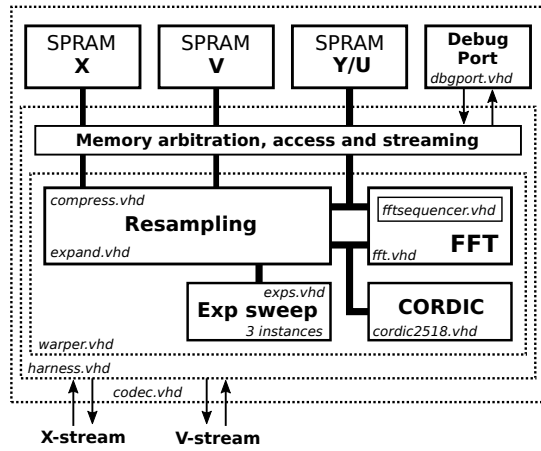 SPRAM
X
SPRAM
V
SPRAM
Y/U
Debug
Port
dbgport.vhd
Memory arbitration, access and streaming
compress.vhd
Resampling
expand.vhd
fftsequencer.vhd
FFT
fft.vhd
exps.vhd
Exp sweep
3 instances
CORDIC
cordic2518.vhd
warper.vhd
harness.vhd
codec.vhd
X-stream
V-stream